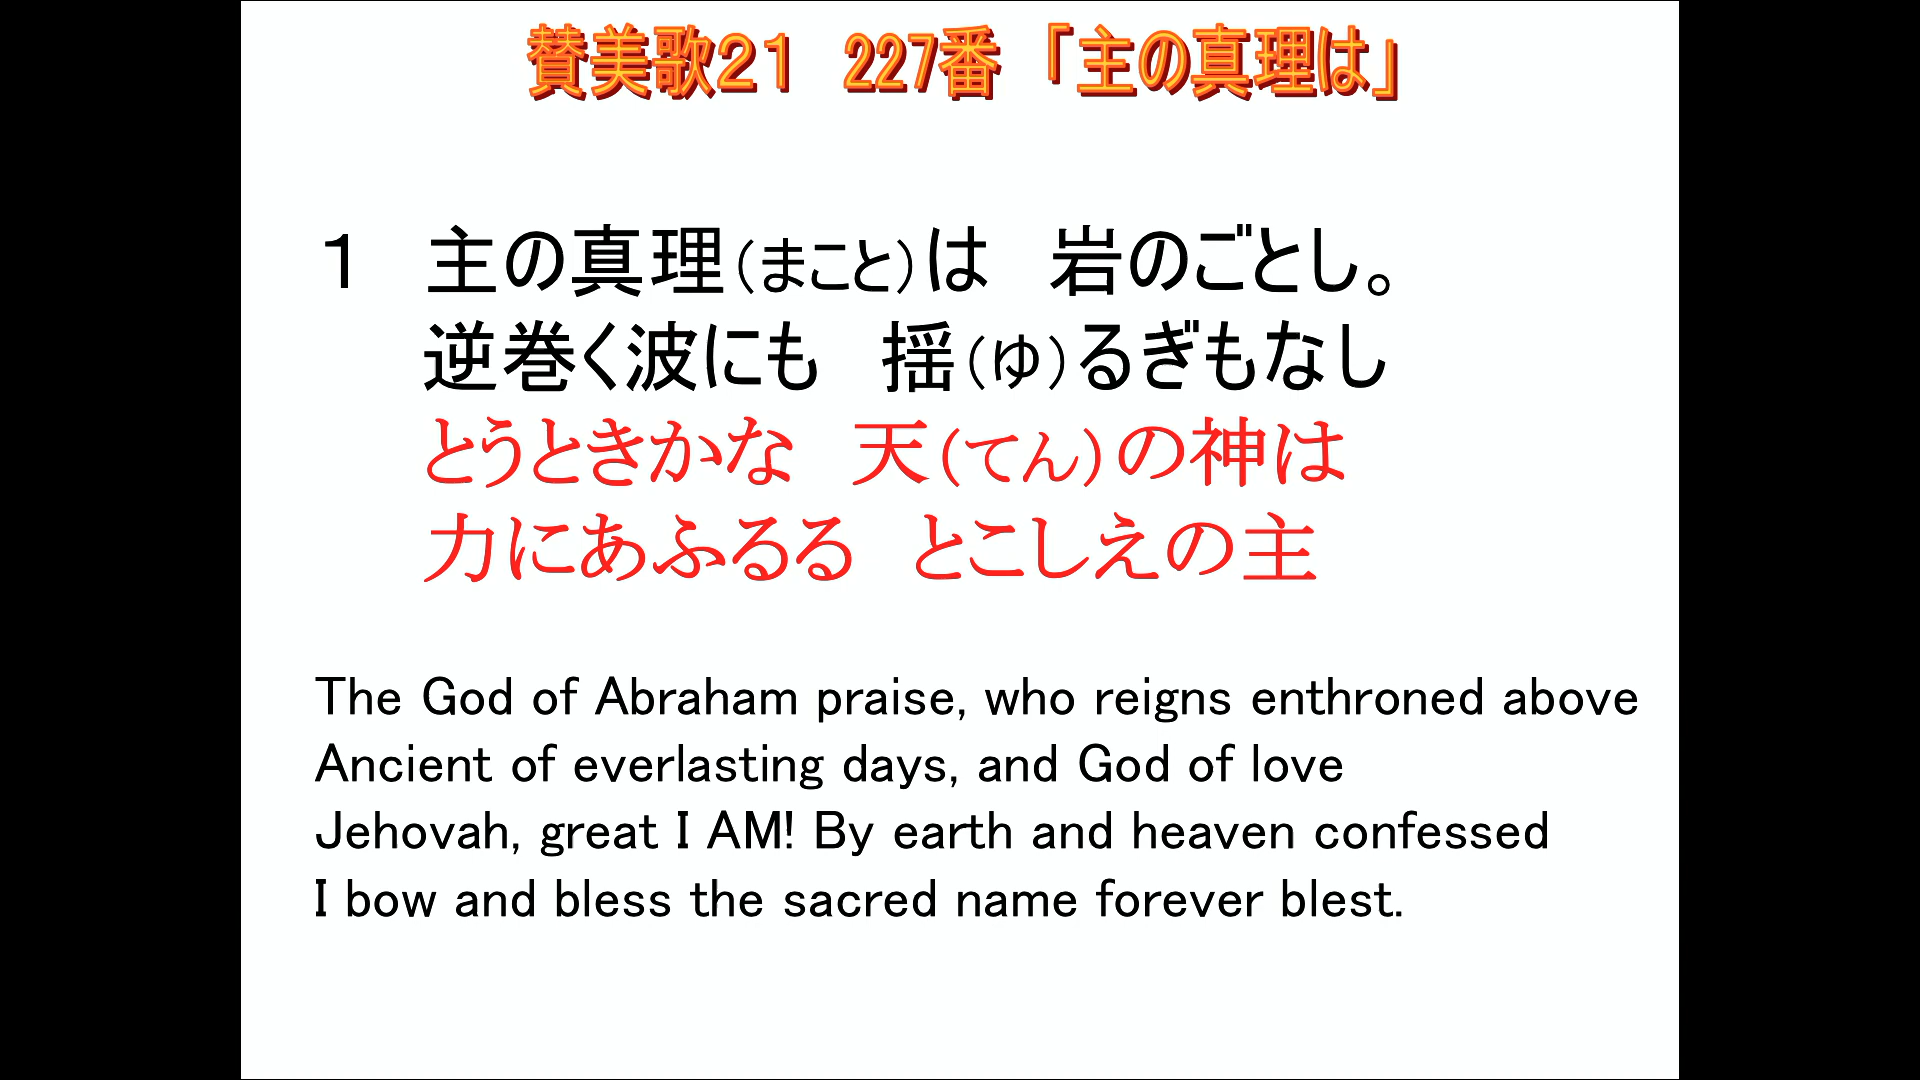 賛美歌２１　227番　「主の真理は」
１　主の真理（まこと）は　岩のごとし。
逆巻く波にも　揺（ゆ）るぎもなし
とうときかな　天（てん）の神は
力にあふるる　とこしえの主
The God of Abraham praise, who reigns enthroned above
Ancient of everlasting days, and God of love
Jehovah, great I AM! By earth and heaven confessed
I bow and bless the sacred name forever blest.